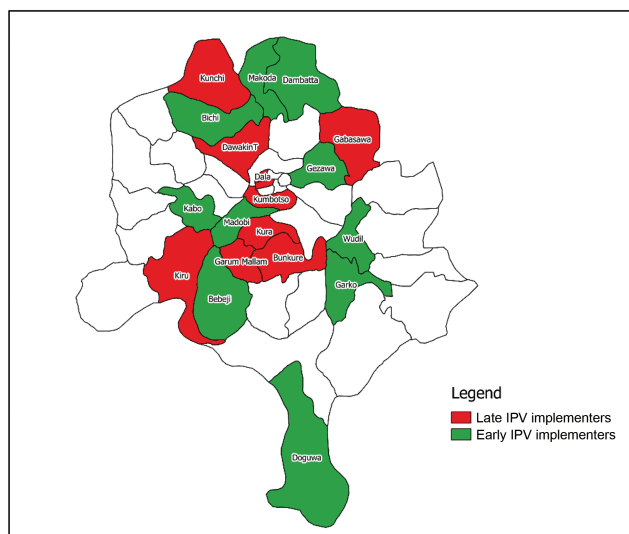 Kunchi
Makoda
Dambatta
Bichi
Gabasawa
DawakinT
Gezawa
Dala
Kumbotso
Kabo
Madobi
Kura
Wudil
Garum Mallam
Bunkure
Kiru
Garko
Bebeji
Legend
Late IPV implementers
Early IPV implementers
Doguwa